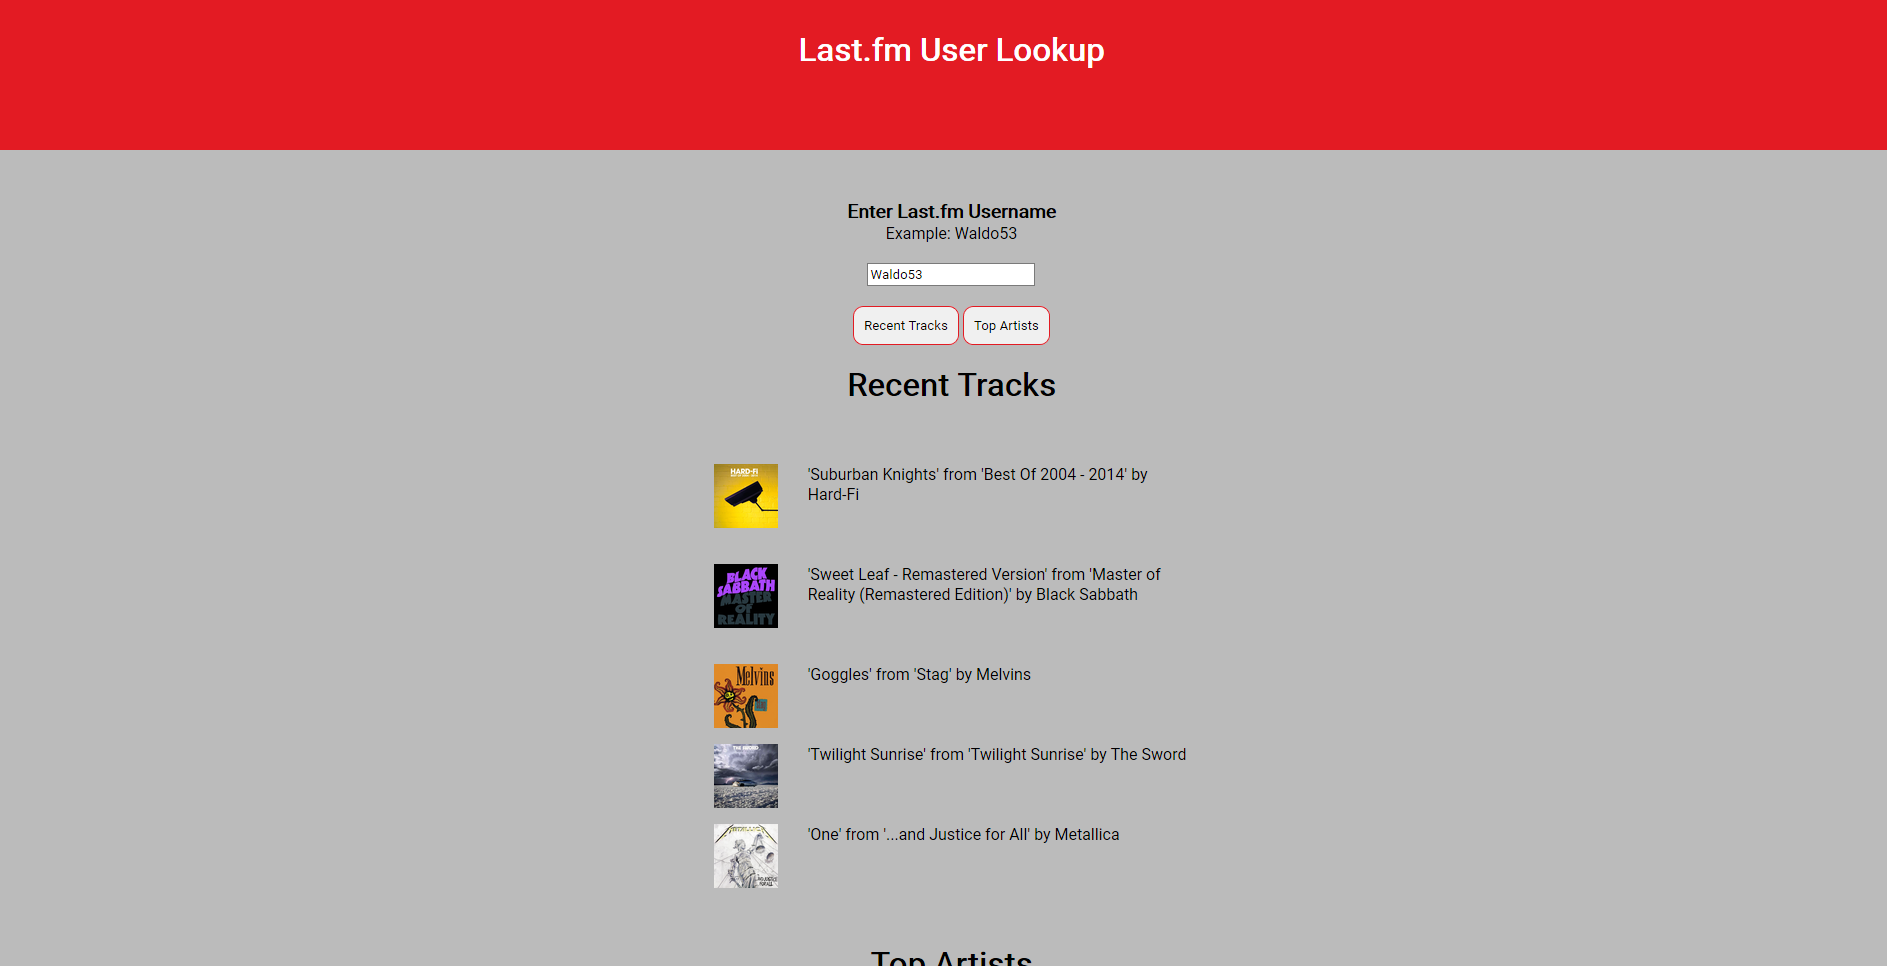 Last.fm User Lookup
Enter Last.fm Username
Example: Waldo53
Waldo53
Recent Tracks
Top Artists
Recent Tracks
HARD-Fi
'Suburban Knights' from 'Best Of 2004 - 2014' by
Hard-Fi
BLACK
SABBATH
MASTER
OF
REALITY
'Sweet Leaf - Remastered Version' from 'Master of
Reality (Remastered Edition)' by Black Sabbath
Melvins
'Goggles' from 'Stag' by Melvins
THE SWORD
'Twilight Sunrise' from 'Twilight Sunrise' by The Sword
'One' from '...and Justice for All' by Metallica
Top Artists